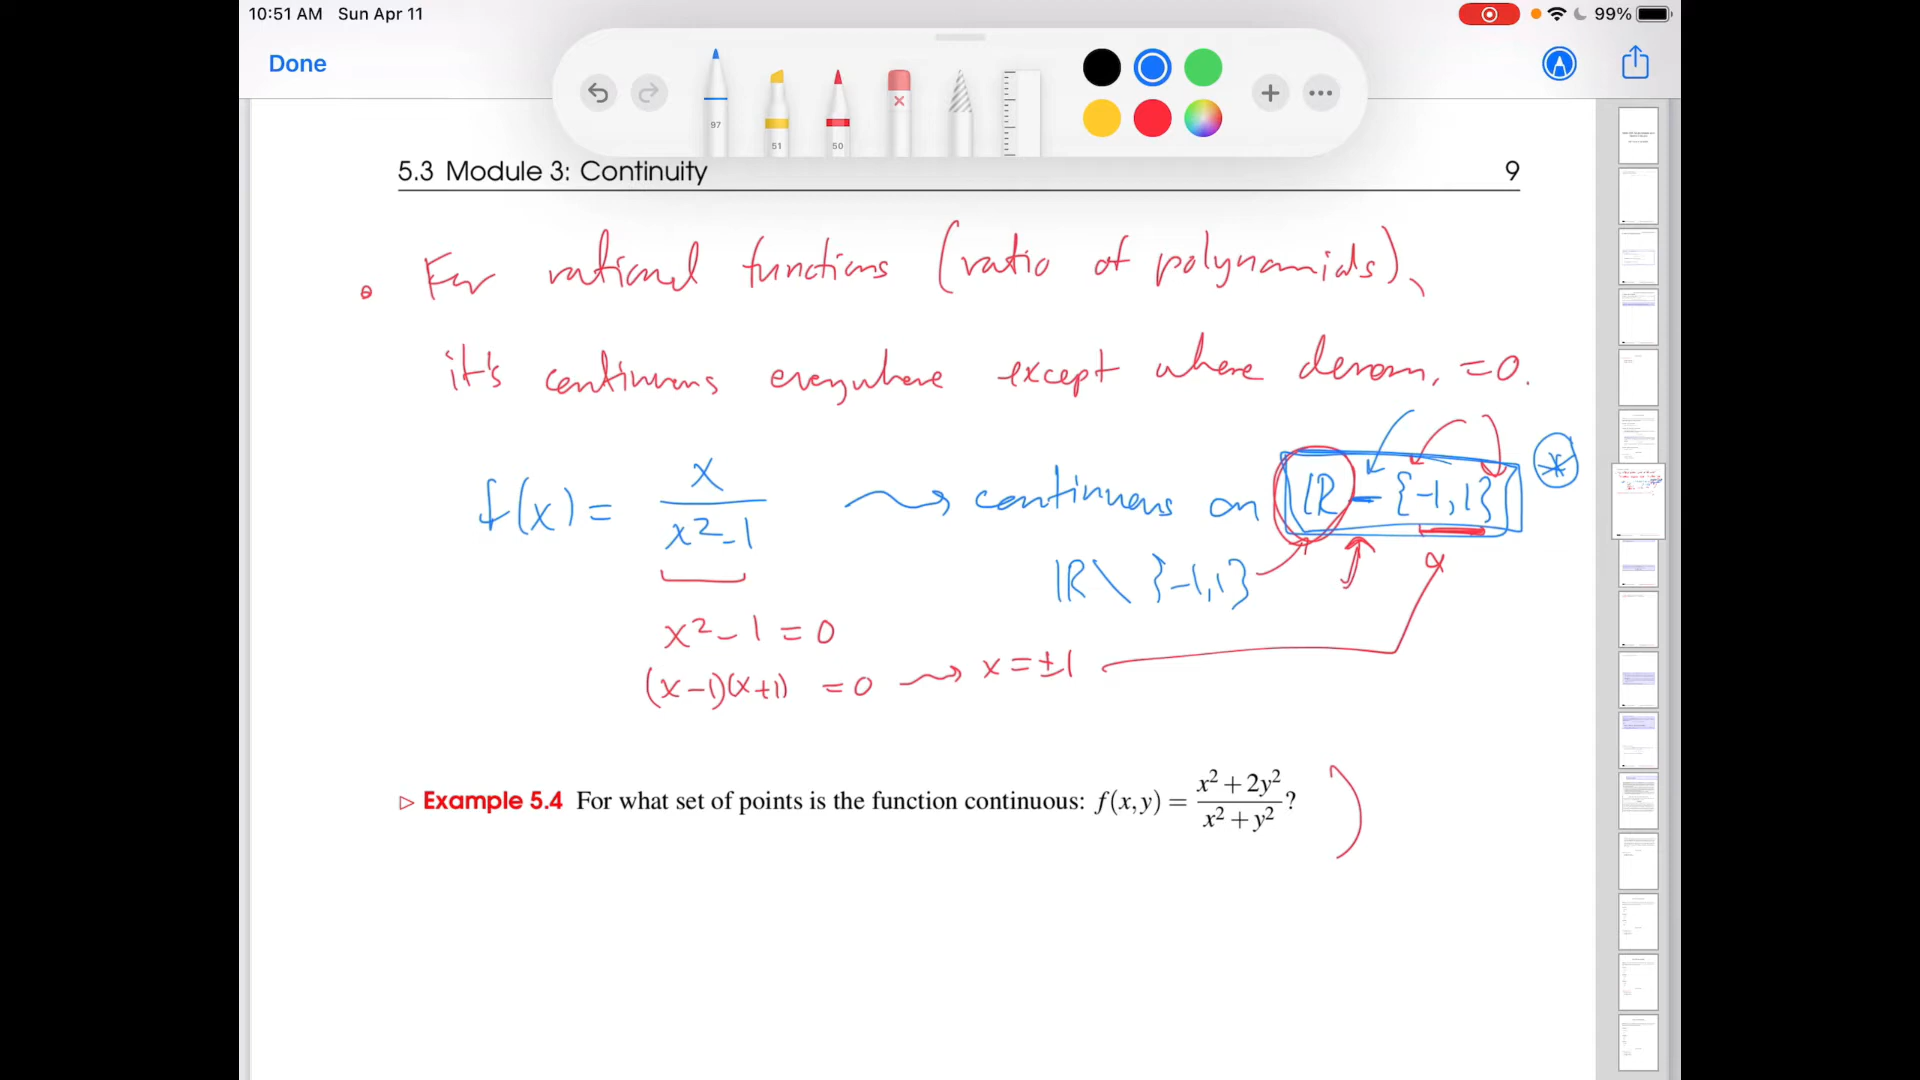 10:51 AM Sun Apr 11
99%
Done
97
51
50
5.3 Module 3: Continuity 9
For rational functions (ratio of polynomials),
it's continuous everywhere except where denom. =0.
f(x) = x / (x² - 1) ⇝ continuous on ℝ - {-1,1} *
ℝ \ {-1,1}
x² - 1 = 0
(x-1)(x+1) = 0 ⇝ x = ±1
▷ Example 5.4 For what set of points is the function continuous: f(x,y) = (x² + 2y²) / (x² + y²)?